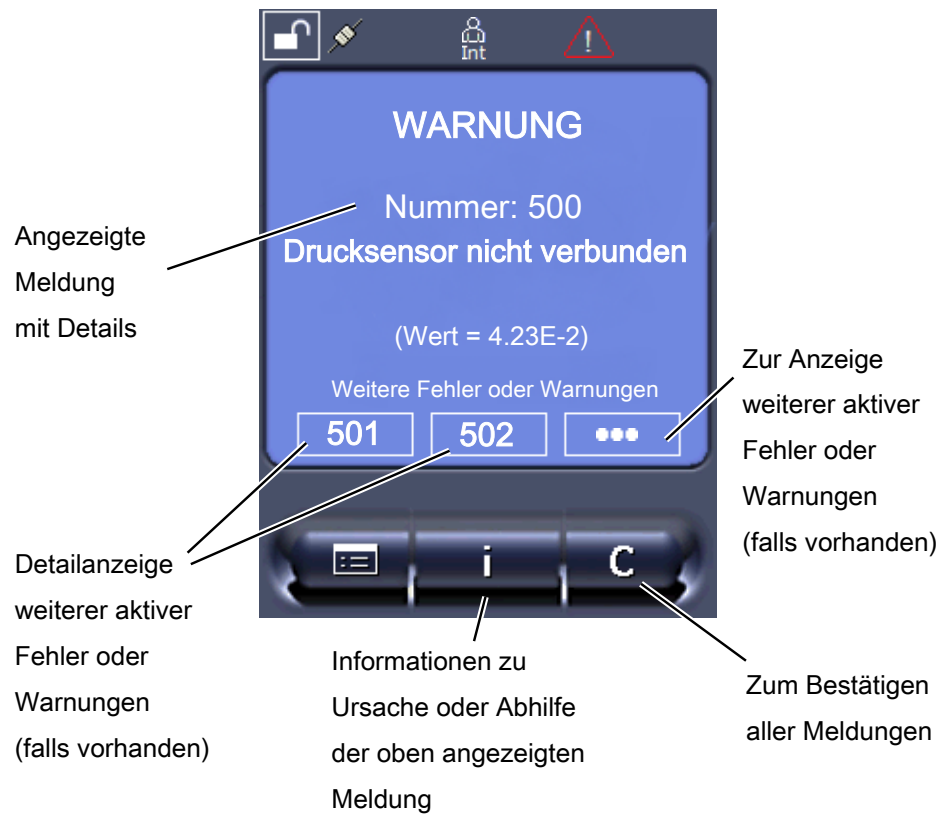 Int
!
WARNUNG
Nummer: 500
Drucksensor nicht verbunden
(Wert = 4.23E-2)
Weitere Fehler oder Warnungen
501
502
•••
i
C
Angezeigte
Meldung
mit Details
Detailanzeige
weiterer aktiver
Fehler oder
Warnungen
(falls vorhanden)
Informationen zu
Ursache oder Abhilfe
der oben angezeigten
Meldung
Zur Anzeige
weiterer aktiver
Fehler oder
Warnungen
(falls vorhanden)
Zum Bestätigen
aller Meldungen